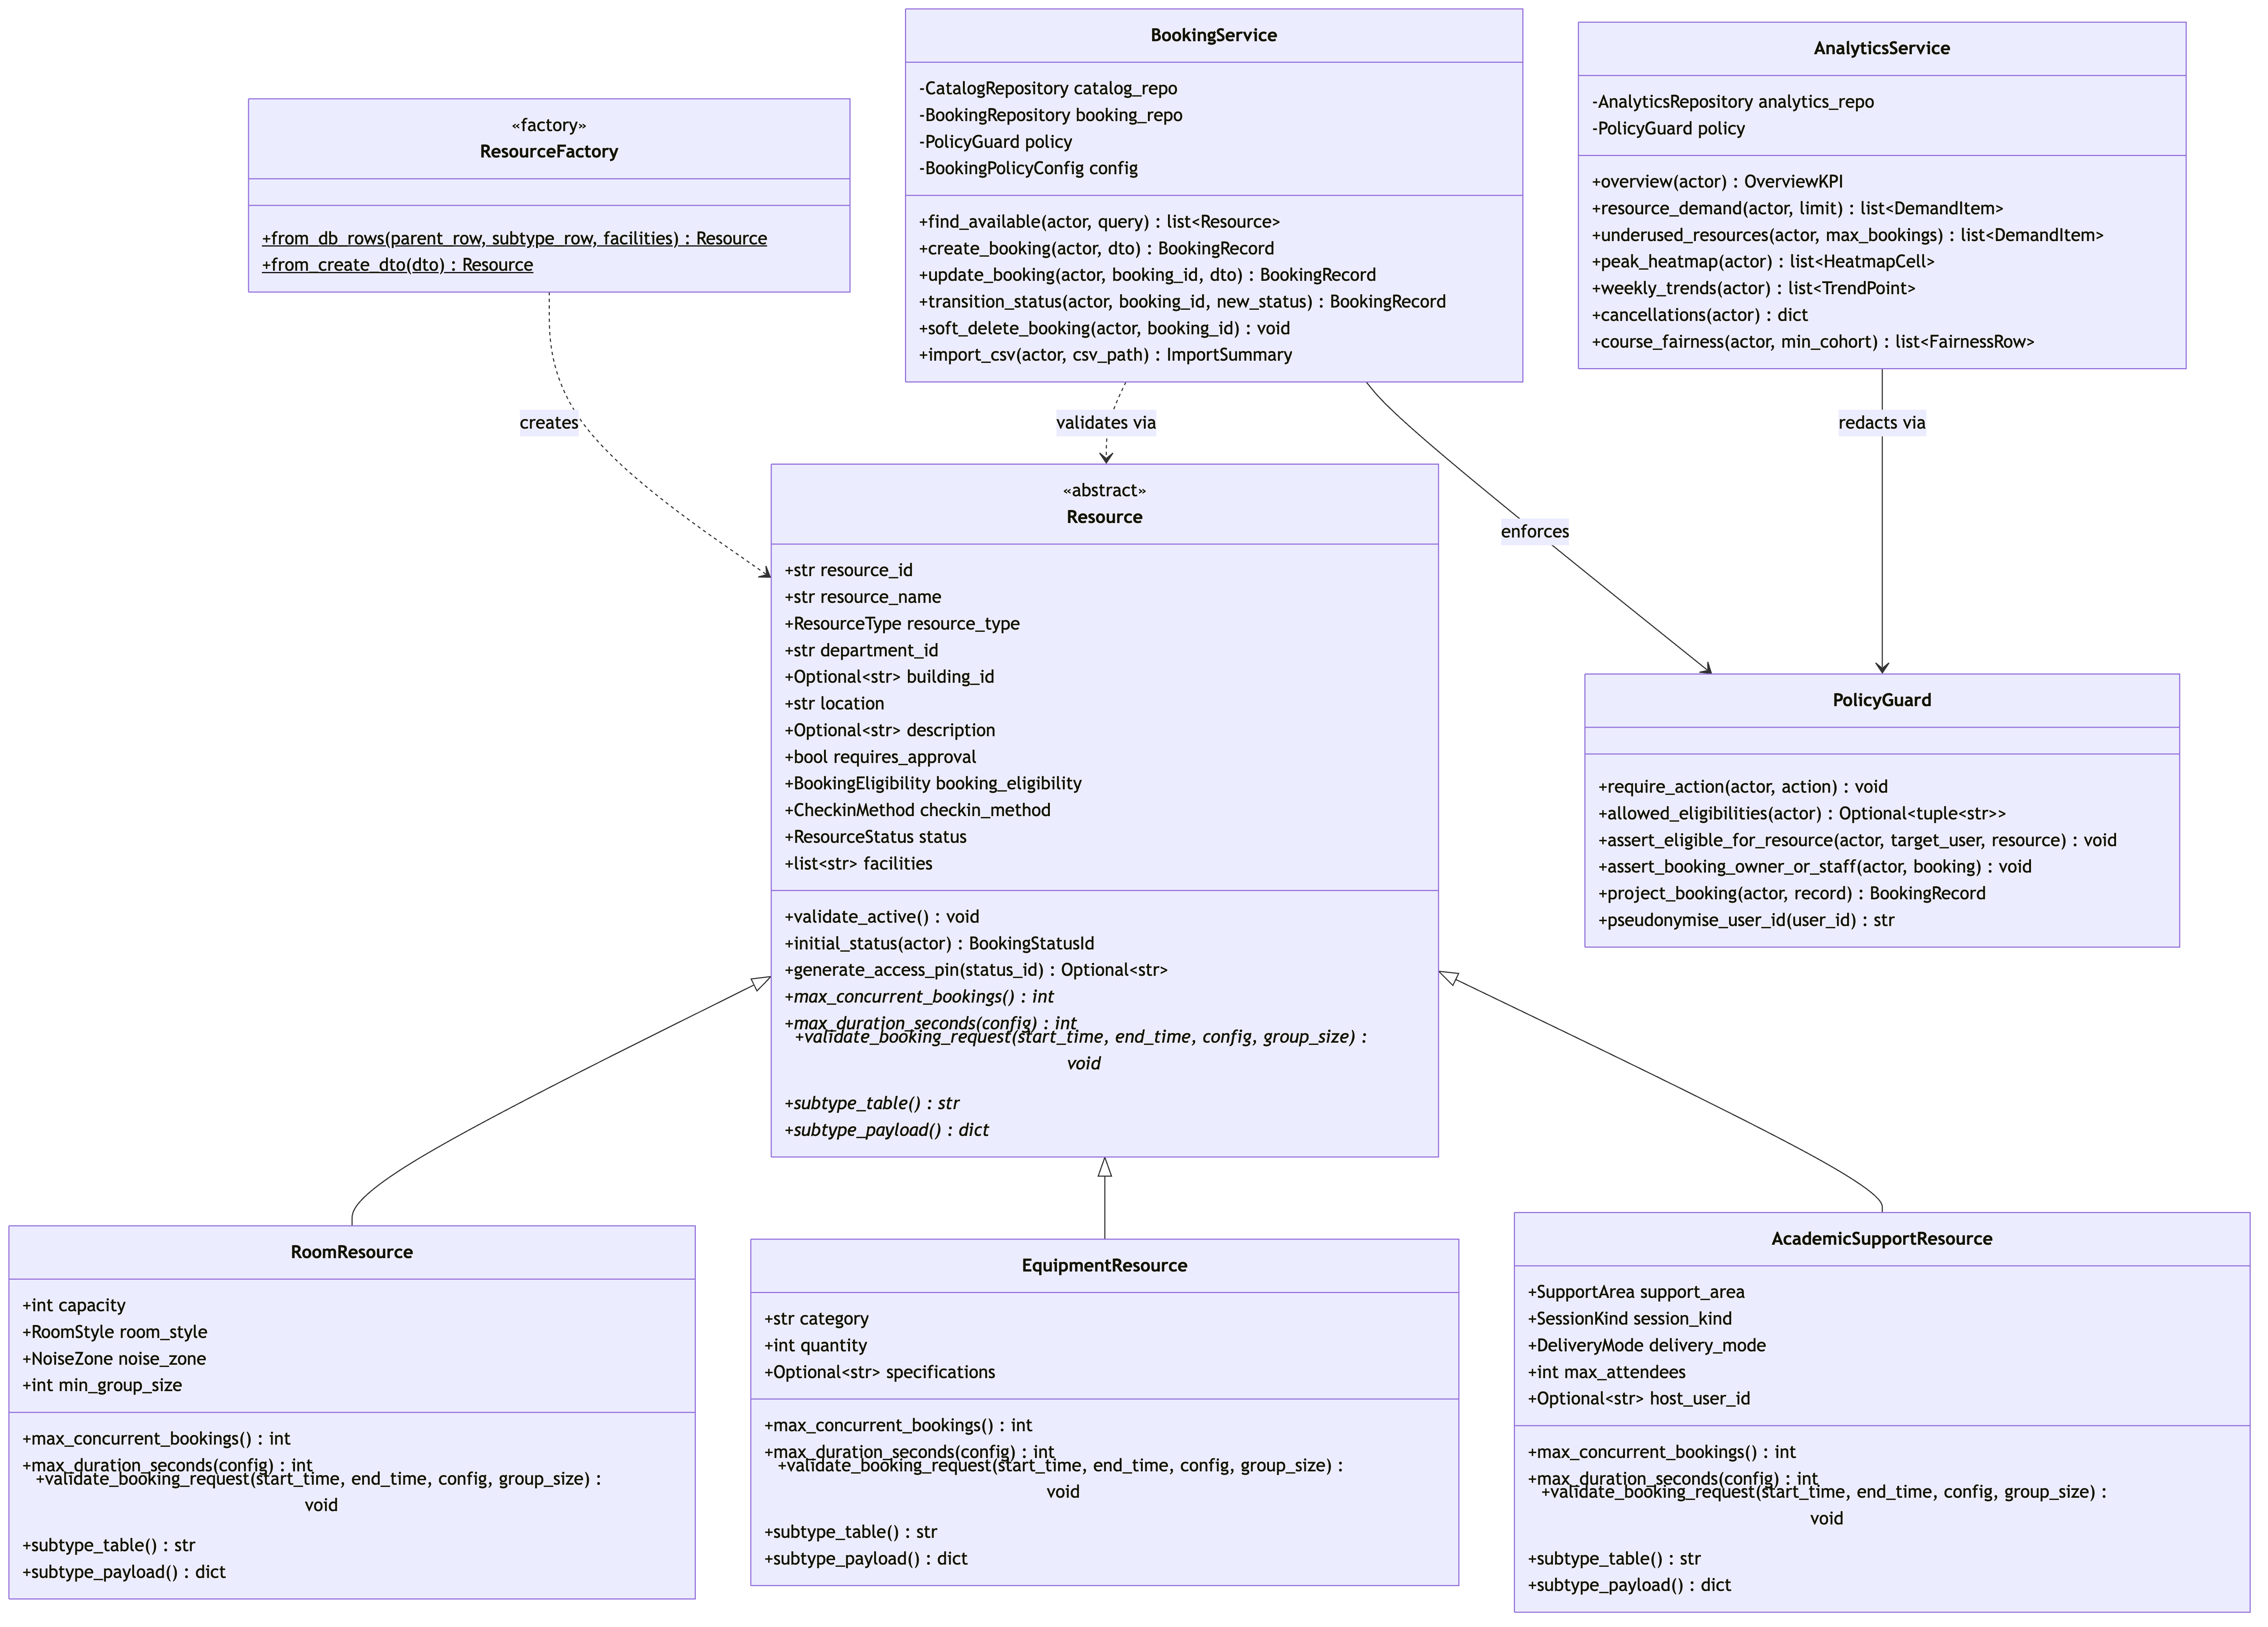 BookingService
-CatalogRepository catalog_repo
-BookingRepository booking_repo
-PolicyGuard policy
-BookingPolicyConfig config
+find_available(actor, query) : list<Resource>
+create_booking(actor, dto) : BookingRecord
+update_booking(actor, booking_id, dto) : BookingRecord
+transition_status(actor, booking_id, new_status) : BookingRecord
+soft_delete_booking(actor, booking_id) : void
+import_csv(actor, csv_path) : ImportSummary
AnalyticsService
-AnalyticsRepository analytics_repo
-PolicyGuard policy
+overview(actor) : OverviewKPI
+resource_demand(actor, limit) : list<DemandItem>
+underused_resources(actor, max_bookings) : list<DemandItem>
+peak_heatmap(actor) : list<HeatmapCell>
+weekly_trends(actor) : list<TrendPoint>
+cancellations(actor) : dict
+course_fairness(actor, min_cohort) : list<FairnessRow>
«factory»
ResourceFactory
+from_db_rows(parent_row, subtype_row, facilities) : Resource
+from_create_dto(dto) : Resource
creates
validates via
redacts via
enforces
«abstract»
Resource
+str resource_id
+str resource_name
+ResourceType resource_type
+str department_id
+Optional<str> building_id
+str location
+Optional<str> description
+bool requires_approval
+BookingEligibility booking_eligibility
+CheckinMethod checkin_method
+ResourceStatus status
+list<str> facilities
+validate_active() : void
+initial_status(actor) : BookingStatusId
+generate_access_pin(status_id) : Optional<str>
+max_concurrent_bookings() : int
+max_duration_seconds(config) : int
+validate_booking_request(start_time, end_time, config, group_size) :
void
+subtype_table() : str
+subtype_payload() : dict
PolicyGuard
+require_action(actor, action) : void
+allowed_eligibilities(actor) : Optional<tuple<str>>
+assert_eligible_for_resource(actor, target_user, resource) : void
+assert_booking_owner_or_staff(actor, booking) : void
+project_booking(actor, record) : BookingRecord
+pseudonymise_user_id(user_id) : str
RoomResource
+int capacity
+RoomStyle room_style
+NoiseZone noise_zone
+int min_group_size
+max_concurrent_bookings() : int
+max_duration_seconds(config) : int
+validate_booking_request(start_time, end_time, config, group_size) :
void
+subtype_table() : str
+subtype_payload() : dict
EquipmentResource
+str category
+int quantity
+Optional<str> specifications
+max_concurrent_bookings() : int
+max_duration_seconds(config) : int
+validate_booking_request(start_time, end_time, config, group_size) :
void
+subtype_table() : str
+subtype_payload() : dict
AcademicSupportResource
+SupportArea support_area
+SessionKind session_kind
+DeliveryMode delivery_mode
+int max_attendees
+Optional<str> host_user_id
+max_concurrent_bookings() : int
+max_duration_seconds(config) : int
+validate_booking_request(start_time, end_time, config, group_size) :
void
+subtype_table() : str
+subtype_payload() : dict